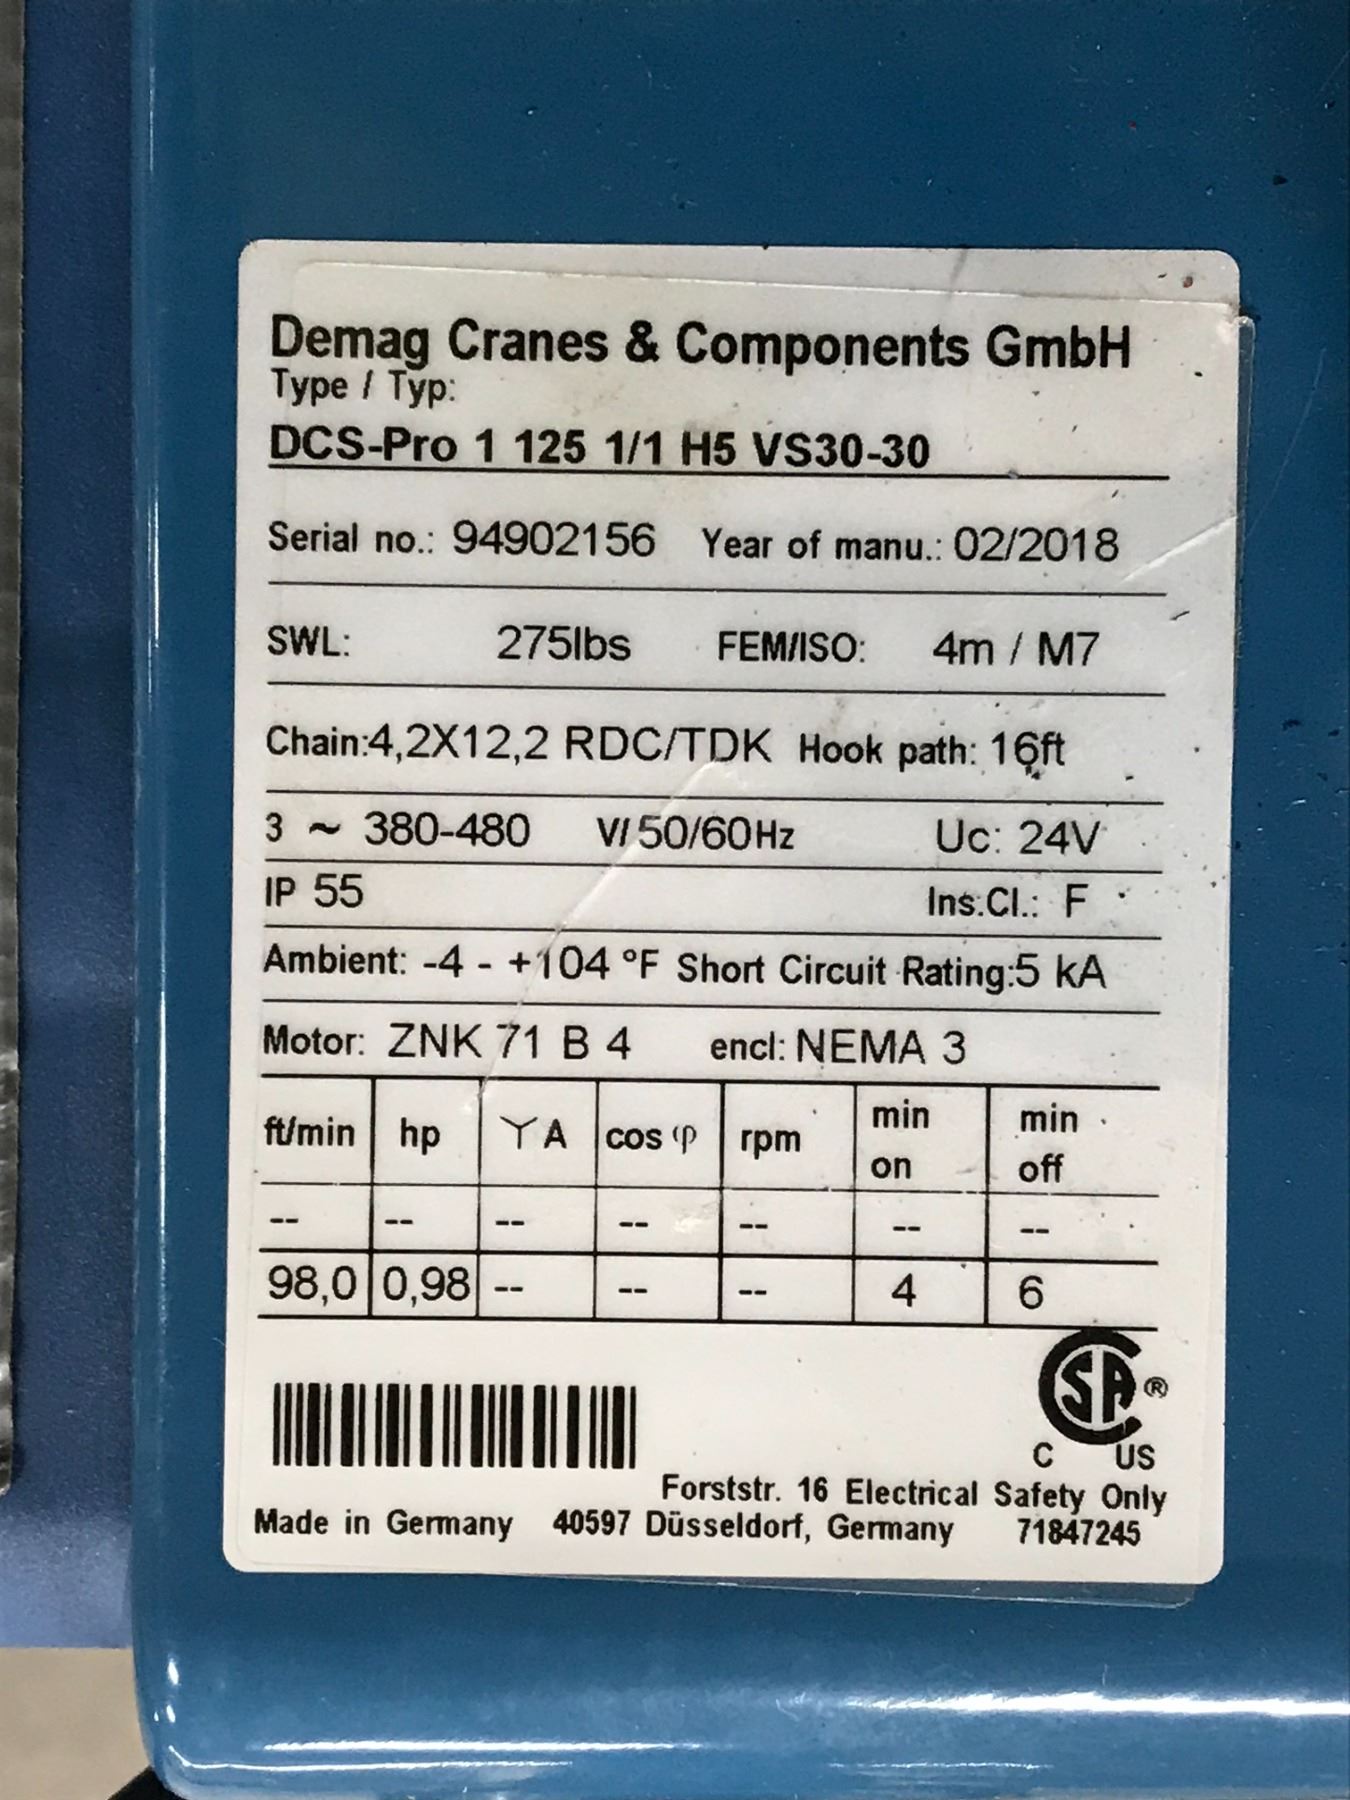 Demag Cranes & Components GmbH
Type / Typ:
DCS-Pro 1 125 1/1 H5 VS30-30
Serial no.: 94902156 Year of manu.: 02/2018
SWL: 275lbs FEM/ISO: 4m / M7
Chain:4,2X12,2 RDC/TDK Hook path: 16ft
3 ~ 380-480 V/ 50/60Hz Uc: 24V
IP 55 Ins.Cl.: F
Ambient: -4 - +104 °F Short Circuit Rating:5 kA
Motor: ZNK 71 B 4 encl: NEMA 3
ft/min hp Y A cos φ rpm min on min off
-- -- -- -- -- -- --
98,0 0,98 -- -- -- 4 6
CSA ®
C US
Forststr. 16 Electrical Safety Only
Made in Germany 40597 Düsseldorf, Germany 71847245